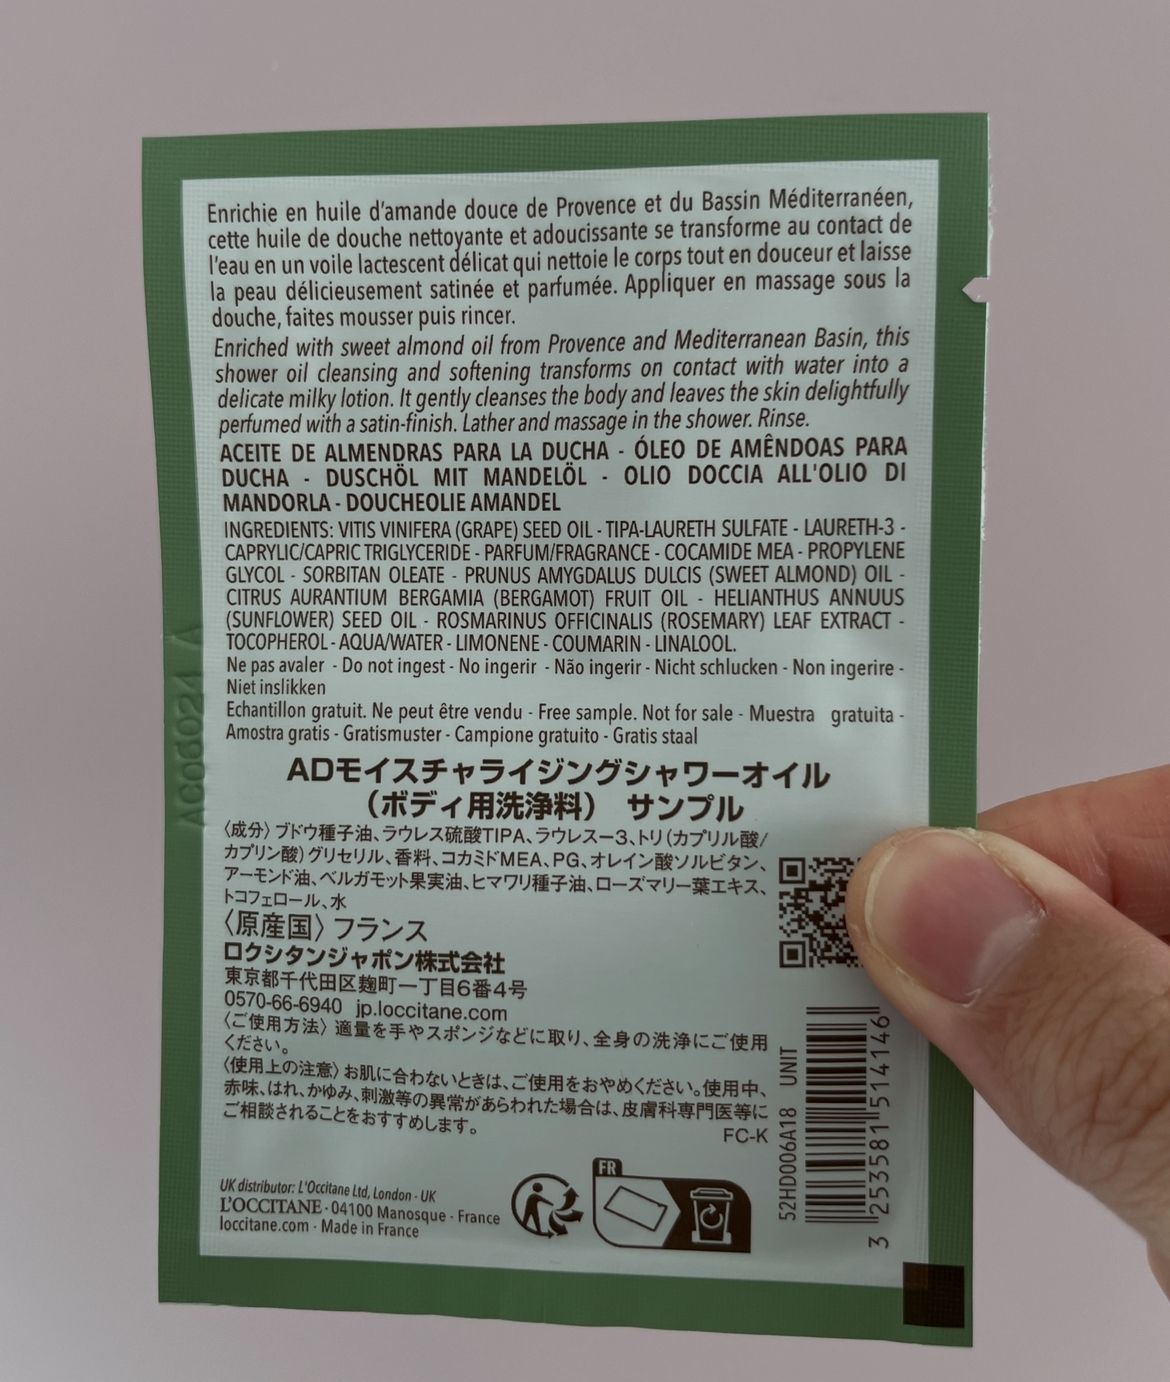 Enrichie en huile d'amande douce de Provence et du Bassin Méditerranéen,
cette huile de douche nettoyante et adoucissante se transforme au contact de
l'eau en un voile lactescent délicat qui nettoie le corps tout en douceur et laisse
la peau délicieusement satinée et parfumée. Appliquer en massage sous la
douche, faites mousser puis rincer.
Enriched with sweet almond oil from Provence and Mediterranean Basin, this
shower oil cleansing and softening transforms on contact with water into a
delicate milky lotion. It gently cleanses the body and leaves the skin delightfully
perfumed with a satin-finish. Lather and massage in the shower. Rinse.
ACEITE DE ALMENDRAS PARA LA DUCHA - ÓLEO DE AMÊNDOAS PARA
DUCHA - DUSCHÖL MIT MANDELÖL - OLIO DOCCIA ALL'OLIO DI
MANDORLA - DOUCHEOLIE AMANDEL
INGREDIENTS: VITIS VINIFERA (GRAPE) SEED OIL - TIPA-LAURETH SULFATE - LAURETH-3 -
CAPRYLIC/CAPRIC TRIGLYCERIDE - PARFUM/FRAGRANCE - COCAMIDE MEA - PROPYLENE
GLYCOL - SORBITAN OLEATE - PRUNUS AMYGDALUS DULCIS (SWEET ALMOND) OIL -
CITRUS AURANTIUM BERGAMIA (BERGAMOT) FRUIT OIL - HELIANTHUS ANNUUS
(SUNFLOWER) SEED OIL - ROSMARINUS OFFICINALIS (ROSEMARY) LEAF EXTRACT -
TOCOPHEROL - AQUA/WATER - LIMONENE - COUMARIN - LINALOOL.
Ne pas avaler - Do not ingest - No ingerir - Não ingerir - Nicht schlucken - Non ingerire -
Niet inslikken
Echantillon gratuit. Ne peut être vendu - Free sample. Not for sale - Muestra gratuita -
Amostra gratis - Gratismuster - Campione gratuito - Gratis staal
ADモイスチャライジングシャワーオイル
（ボディ用洗浄料） サンプル
〈成分〉ブドウ種子油、ラウレス硫酸TIPA、ラウレス－3、トリ（カプリル酸/
カプリン酸）グリセリル、香料、コカミドMEA、PG、オレイン酸ソルビタン、
アーモンド油、ベルガモット果実油、ヒマワリ種子油、ローズマリー葉エキス、
トコフェロール、水
〈原産国〉フランス
ロクシタンジャポン株式会社
東京都千代田区麹町一丁目6番4号
0570-66-6940 jp.loccitane.com
〈ご使用方法〉適量を手やスポンジなどに取り、全身の洗浄にご使用
ください。
〈使用上の注意〉お肌に合わないときは、ご使用をおやめください。使用中、
赤味、はれ、かゆみ、刺激等の異常があらわれた場合は、皮膚科専門医等に
ご相談されることをおすすめします。
FC-K
UK distributor: L'Occitane Ltd, London - UK
L'OCCITANE - 04100 Manosque - France
loccitane.com - Made in France
FR
52HD006A18 UNIT
3 253581 514146